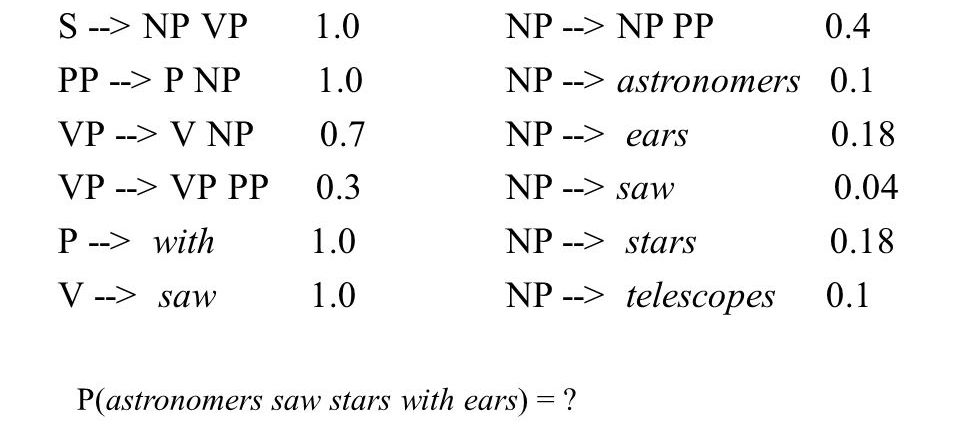 S --> NP VP 1.0 NP --> NP PP 0.4
PP --> P NP 1.0 NP --> astronomers 0.1
VP --> V NP 0.7 NP --> ears 0.18
VP --> VP PP 0.3 NP --> saw 0.04
P --> with 1.0 NP --> stars 0.18
V --> saw 1.0 NP --> telescopes 0.1
P(astronomers saw stars with ears) = ?